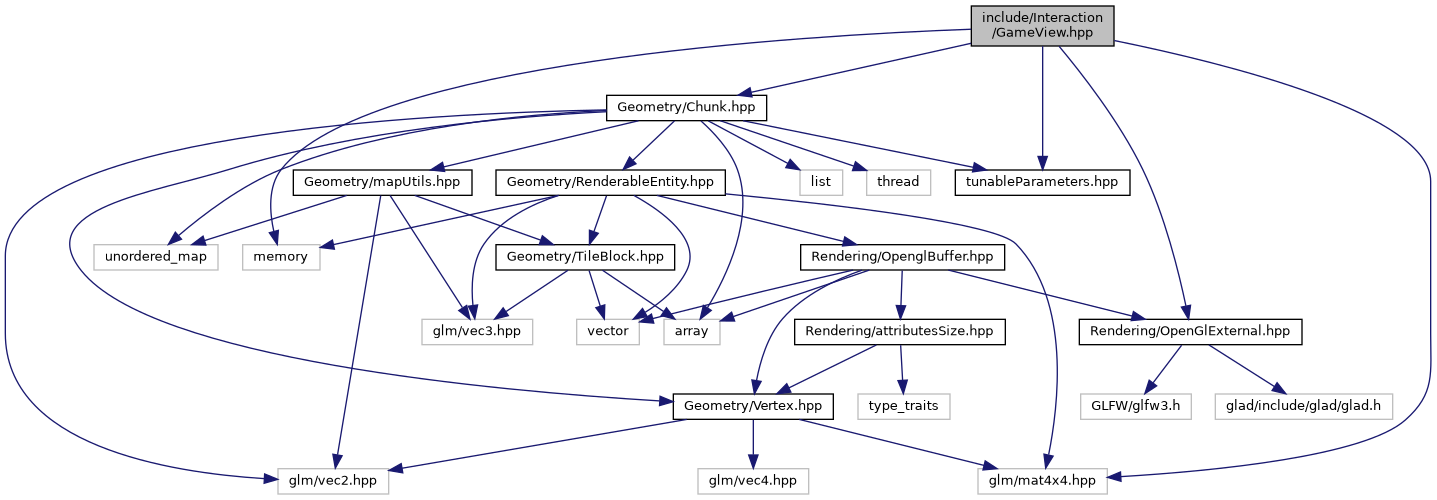 include/Interaction
/GameView.hpp
Geometry/Chunk.hpp
Geometry/mapUtils.hpp
Geometry/RenderableEntity.hpp
list
thread
tunableParameters.hpp
unordered_map
memory
Geometry/TileBlock.hpp
Rendering/OpenglBuffer.hpp
glm/vec3.hpp
vector
array
Rendering/attributesSize.hpp
Rendering/OpenGlExternal.hpp
Geometry/Vertex.hpp
type_traits
GLFW/glfw3.h
glad/include/glad/glad.h
glm/vec2.hpp
glm/vec4.hpp
glm/mat4x4.hpp